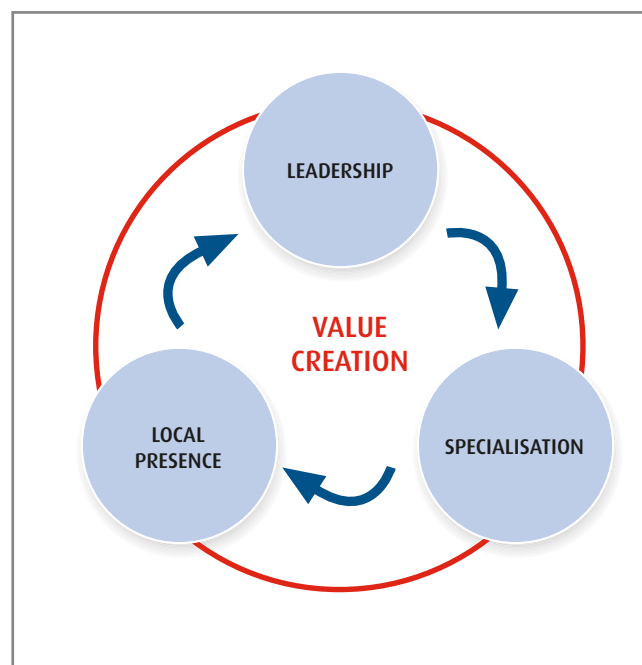 LEADERSHIP
VALUE
CREATION
LOCAL
PRESENCE
SPECIALISATION